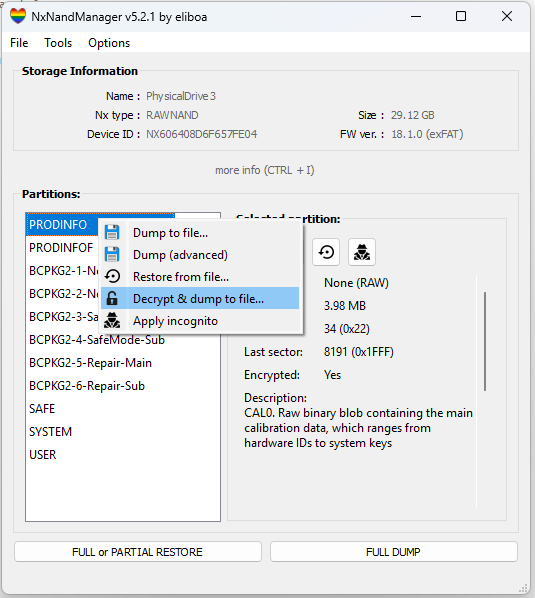 NxNandManager v5.2.1 by eliboa
File Tools Options
Storage Information
Name : PhysicalDrive3
Nx type : RAWNAND Size : 29.12 GB
Device ID : NX606408D6F657FE04 FW ver. : 18.1.0 (exFAT)
more info (CTRL + I)
Partitions:
PRODINFO
PRODINFOF
BCPKG2-1-No
BCPKG2-2-No
BCPKG2-3-Sa
BCPKG2-4-SafeMode-Sub
BCPKG2-5-Repair-Main
BCPKG2-6-Repair-Sub
SAFE
SYSTEM
USER
Dump to file...
Dump (advanced)
Restore from file...
Decrypt & dump to file...
Apply incognito
Selected partition:
None (RAW)
3.98 MB
34 (0x22)
Last sector: 8191 (0x1FFF)
Encrypted: Yes
Description:
CAL0. Raw binary blob containing the main
calibration data, which ranges from
hardware IDs to system keys
FULL or PARTIAL RESTORE
FULL DUMP